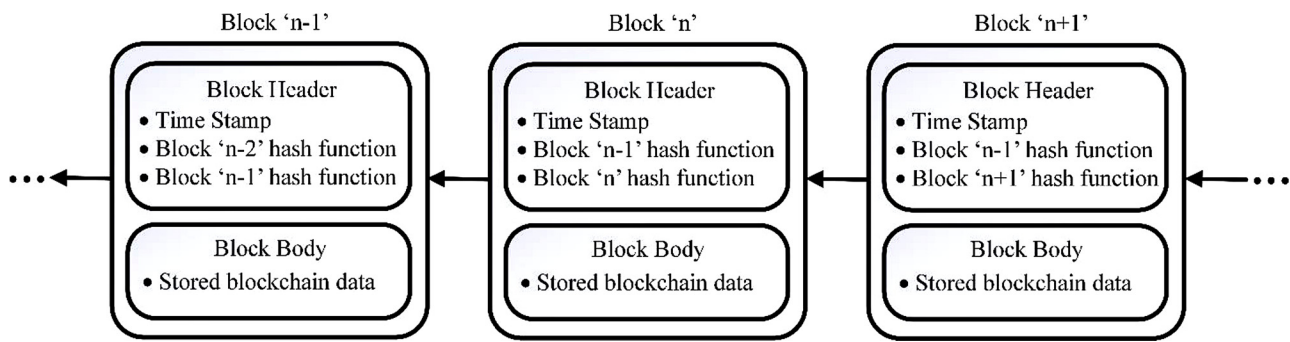 Block ‘n-1’
Block Header
• Time Stamp
• Block ‘n-2’ hash function
• Block ‘n-1’ hash function
Block Body
• Stored blockchain data
Block ‘n’
Block Header
• Time Stamp
• Block ‘n-1’ hash function
• Block ‘n’ hash function
Block Body
• Stored blockchain data
Block ‘n+1’
Block Header
• Time Stamp
• Block ‘n-1’ hash function
• Block ‘n+1’ hash function
Block Body
• Stored blockchain data